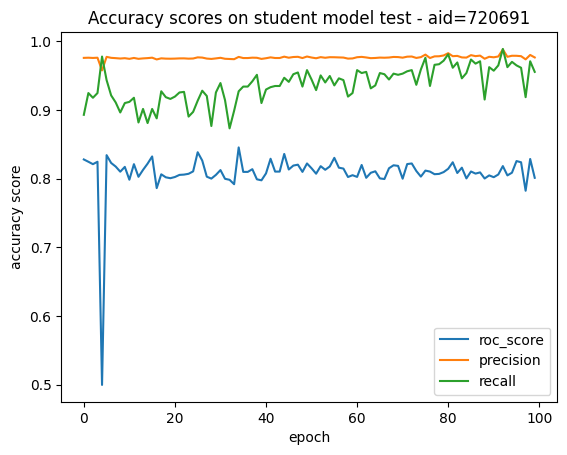 Accuracy scores on student model test - aid=720691
accuracy score
1.0
0.9
0.8
0.7
0.6
0.5
0
20
40
60
80
100
epoch
roc_score
precision
recall